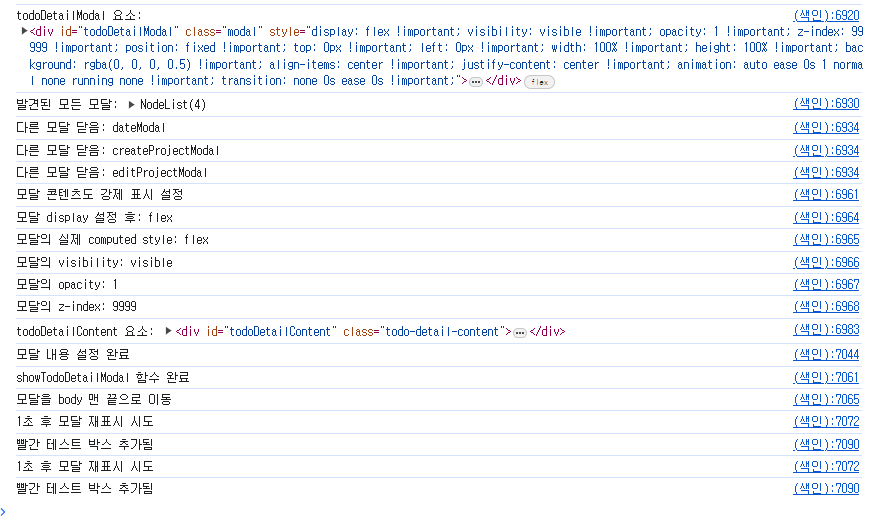 todoDetailModal 요소: (색인):6920
▶<div id="todoDetailModal" class="modal" style="display: flex !important; visibility: visible !important; opacity: 1 !important; z-index: 99
999 !important; position: fixed !important; top: 0px !important; left: 0px !important; width: 100% !important; height: 100% !important; bac
kground: rgba(0, 0, 0, 0.5) !important; align-items: center !important; justify-content: center !important; animation: auto ease 0s 1 norma
l none running none !important; transition: none 0s ease 0s !important;">…</div> flex
발견된 모든 모달: ▶NodeList(4) (색인):6930
다른 모달 닫음: dateModal (색인):6934
다른 모달 닫음: createProjectModal (색인):6934
다른 모달 닫음: editProjectModal (색인):6934
모달 콘텐츠도 강제 표시 설정 (색인):6961
모달 display 설정 후: flex (색인):6964
모달의 실제 computed style: flex (색인):6965
모달의 visibility: visible (색인):6966
모달의 opacity: 1 (색인):6967
모달의 z-index: 9999 (색인):6968
todoDetailContent 요소: ▶<div id="todoDetailContent" class="todo-detail-content">…</div> (색인):6983
모달 내용 설정 완료 (색인):7044
showTodoDetailModal 함수 완료 (색인):7061
모달을 body 맨 끝으로 이동 (색인):7065
1초 후 모달 재표시 시도 (색인):7072
빨간 테스트 박스 추가됨 (색인):7090
1초 후 모달 재표시 시도 (색인):7072
빨간 테스트 박스 추가됨 (색인):7090